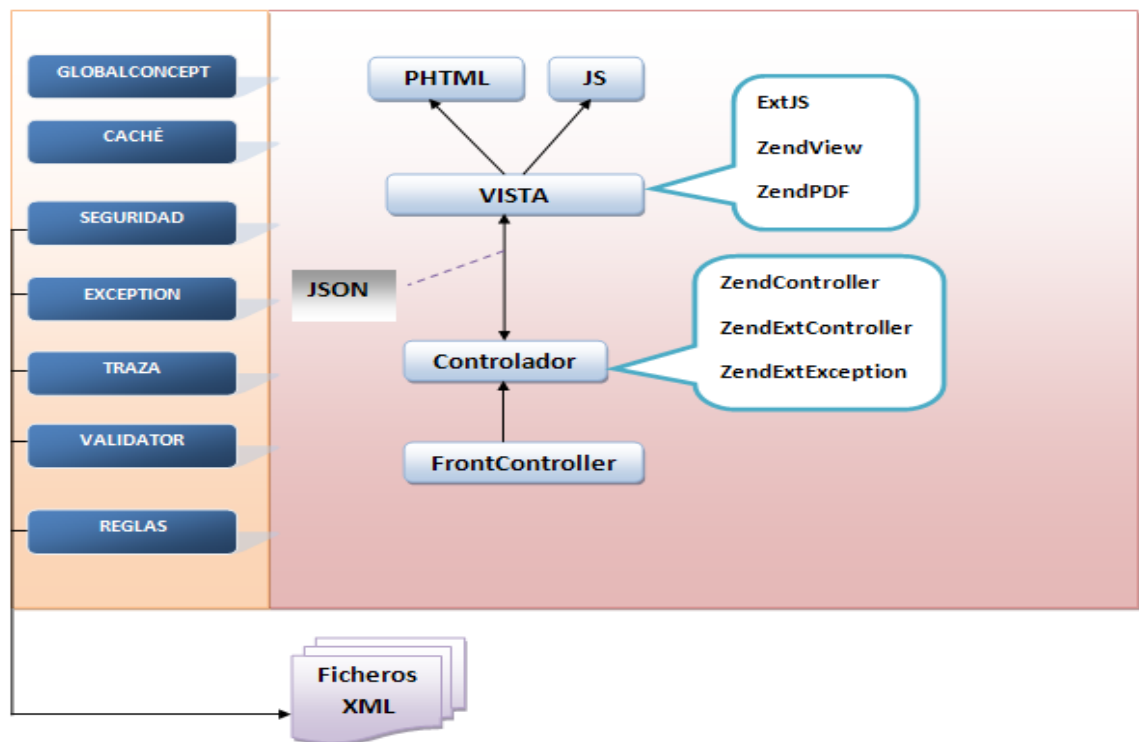 GLOBALCONCEPT
CACHÉ
SEGURIDAD
EXCEPTION
TRAZA
VALIDATOR
REGLAS
PHTML
JS
VISTA
JSON
Controlador
FrontController
ExtJS
ZendView
ZendPDF
ZendController
ZendExtController
ZendExtException
Ficheros
XML